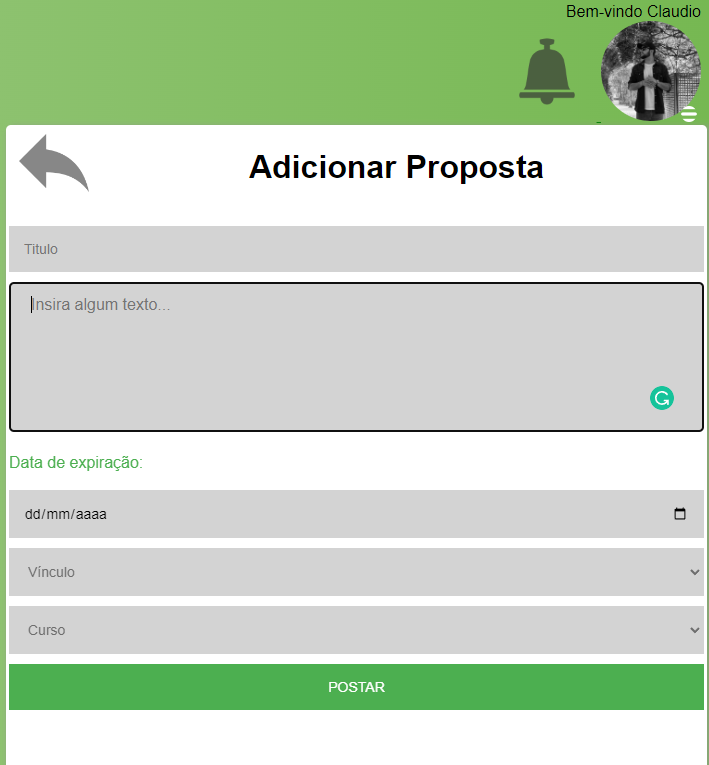 Bem-vindo Claudio
Adicionar Proposta
Titulo
Insira algum texto...
Data de expiração:
dd/mm/aaaa
Vínculo
Curso
POSTAR